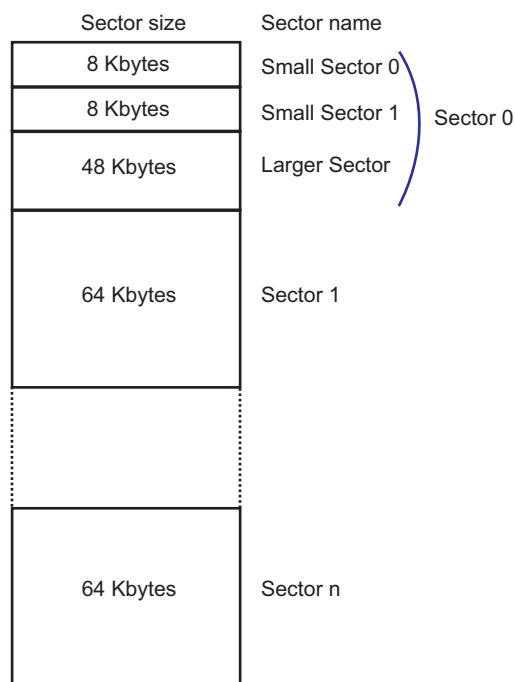 Sector size Sector name
8 Kbytes Small Sector 0
8 Kbytes Small Sector 1 Sector 0
48 Kbytes Larger Sector
64 Kbytes Sector 1
64 Kbytes Sector n